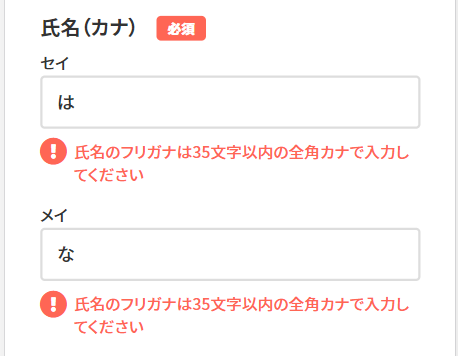 氏名（カナ） 必須
セイ
は
氏名のフリガナは35文字以内の全角カナで入力し
てください
メイ
な
氏名のフリガナは35文字以内の全角カナで入力し
てください